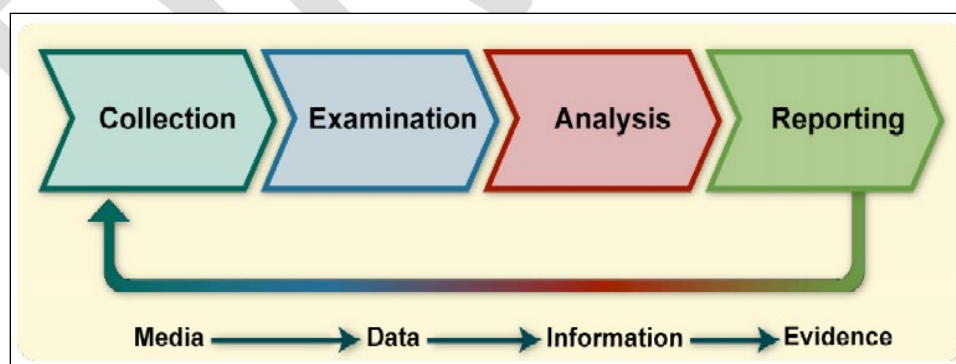 Collection Examination Analysis Reporting
Media Data Information Evidence